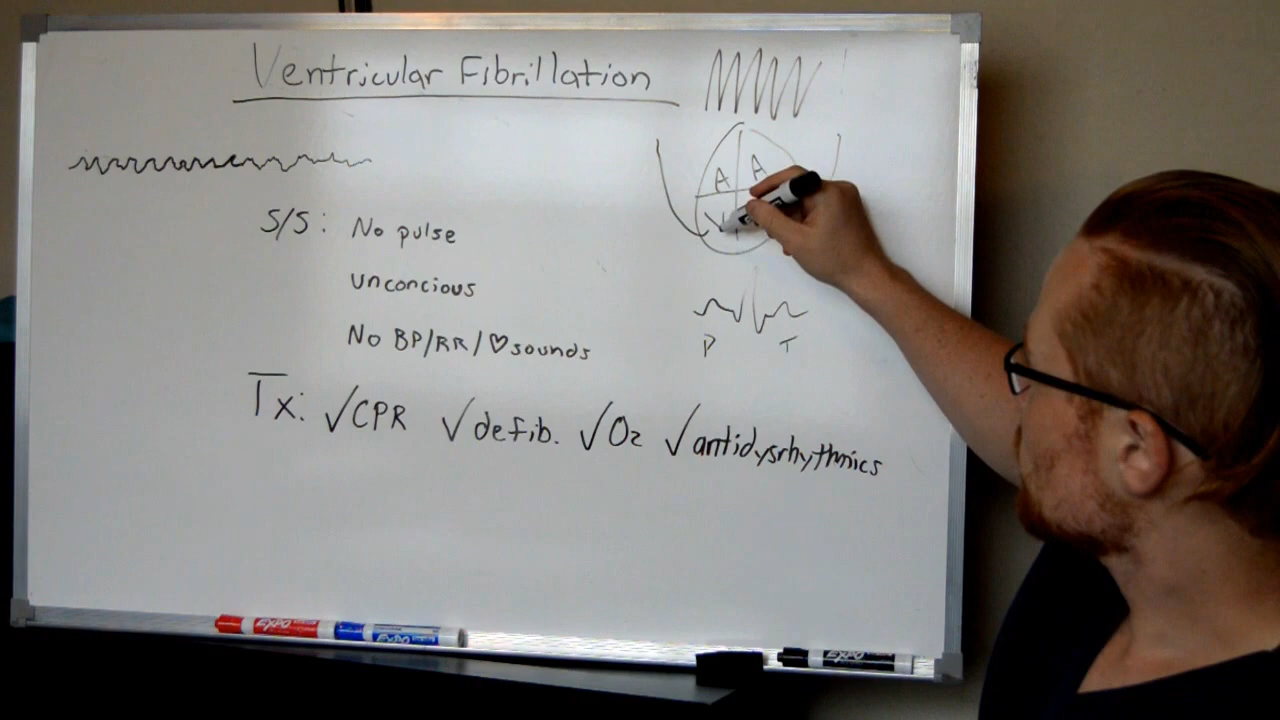 Ventricular Fibrillation
A A
V
S/S: No pulse
unconcious
No BP/RR/♡sounds
P T
Tx: √CPR √defib. √O2 √antidysrhythmics
EXPO EXPO EXPO